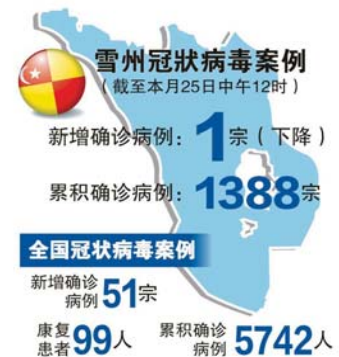 雪州冠狀病毒案例
（截至本月25日中午12时）
新增确诊病例：1宗（下降）
累积确诊病例：1388宗
全国冠状病毒案例
新增确诊
病例51宗
康复
患者99人
累积确诊
病例5742人